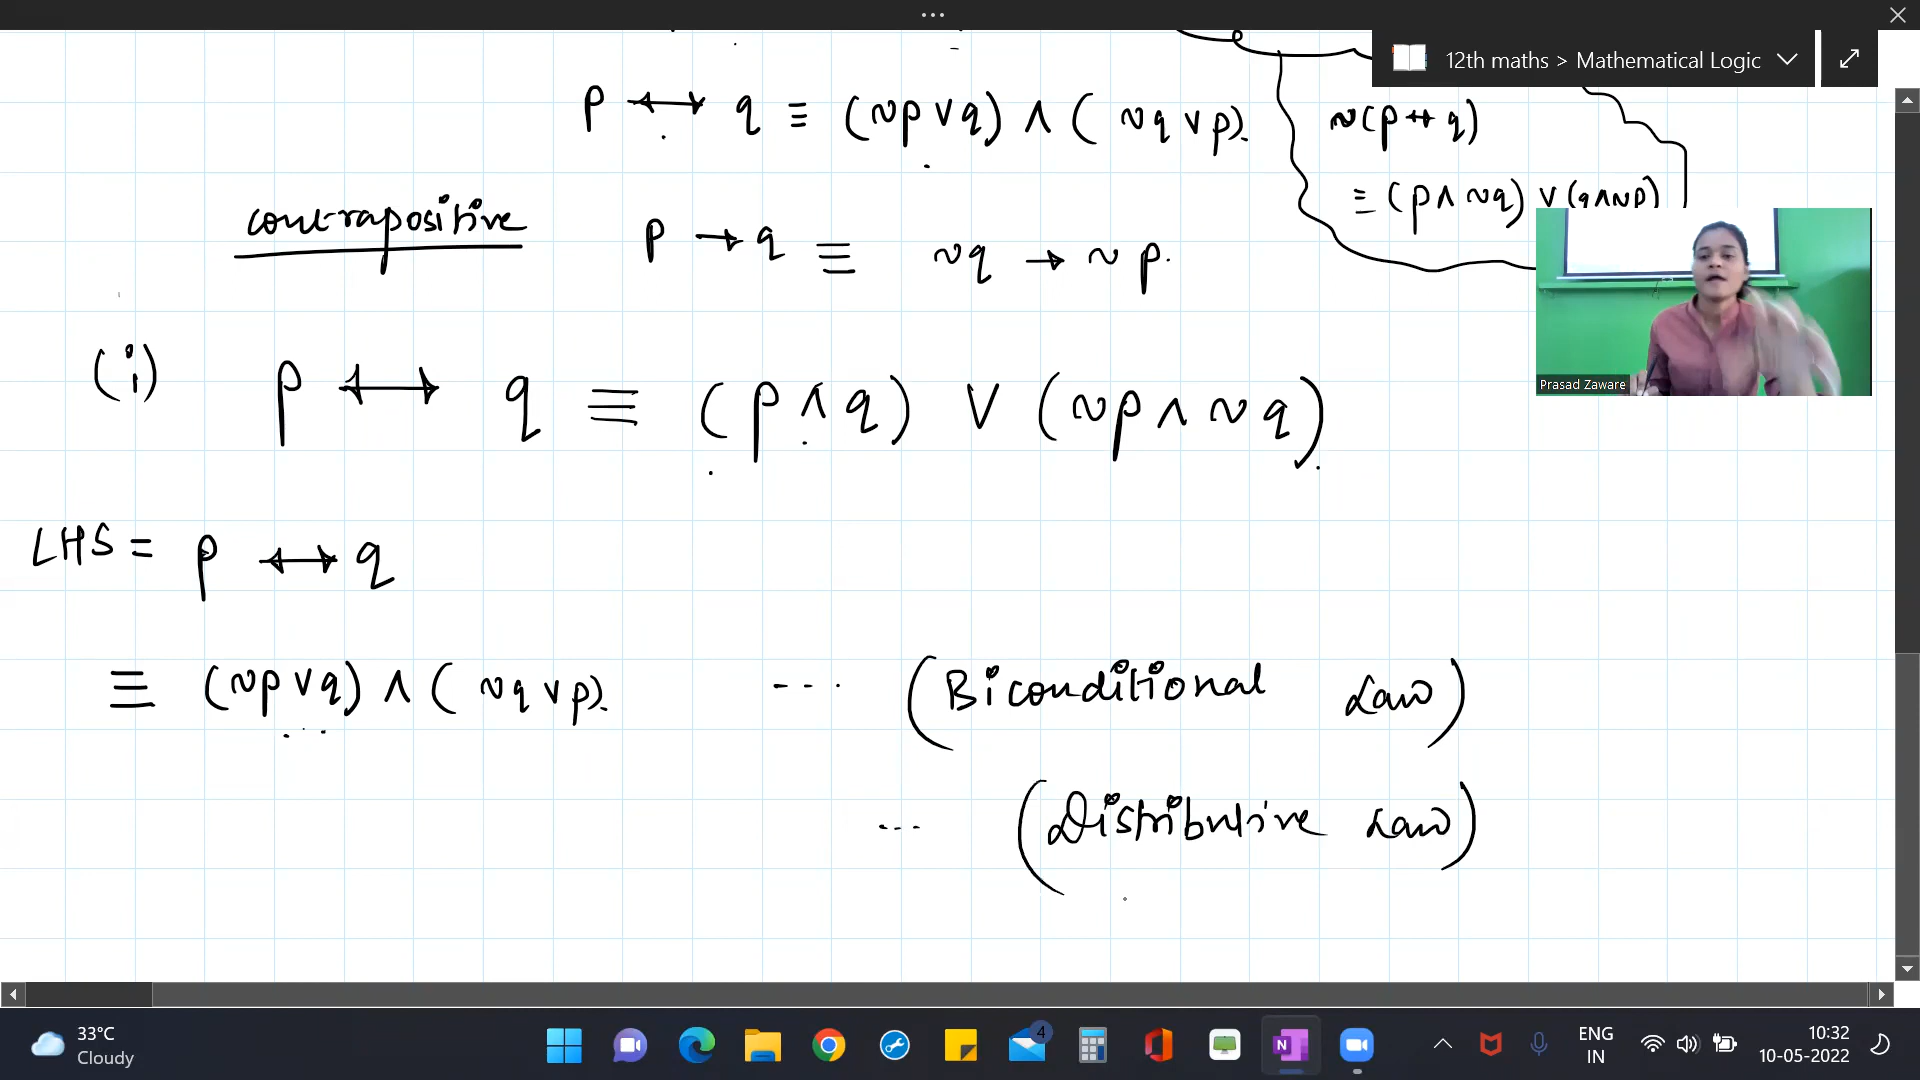 12th maths > Mathematical Logic
p ↔ q ≡ (~p ∨ q) ∧ ( ~q ∨ p).
~(p ↔ q)
≡ (p ∧ ~q) ∨ (q ∧ ~p)
contrapositive p → q ≡ ~q → ~p.
Prasad Zaware
(i) p ↔ q ≡ (p ∧ q) ∨ (~p ∧ ~q)
LHS = p ↔ q
≡ (~p ∨ q) ∧ ( ~q ∨ p). --- (Biconditional Law)
--- (Distributive Law)
33°C
Cloudy
4
N
ENG
IN
10:32
10-05-2022